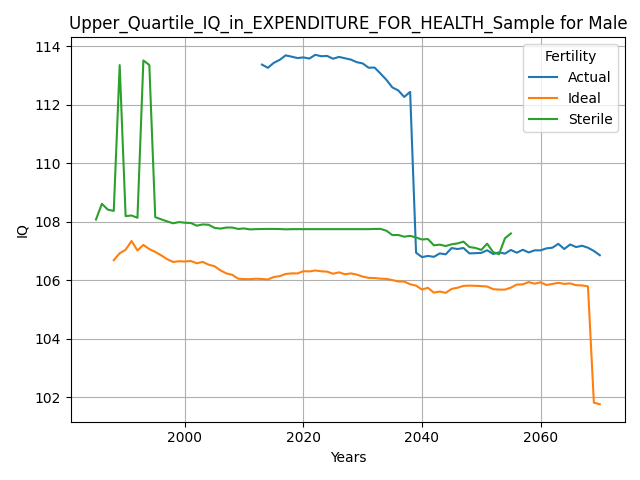 Upper_Quartile_IQ_in_EXPENDITURE_FOR_HEALTH_Sample for Male
Fertility
Actual
Ideal
Sterile
IQ
114
112
110
108
106
104
102
2000
2020
2040
2060
Years